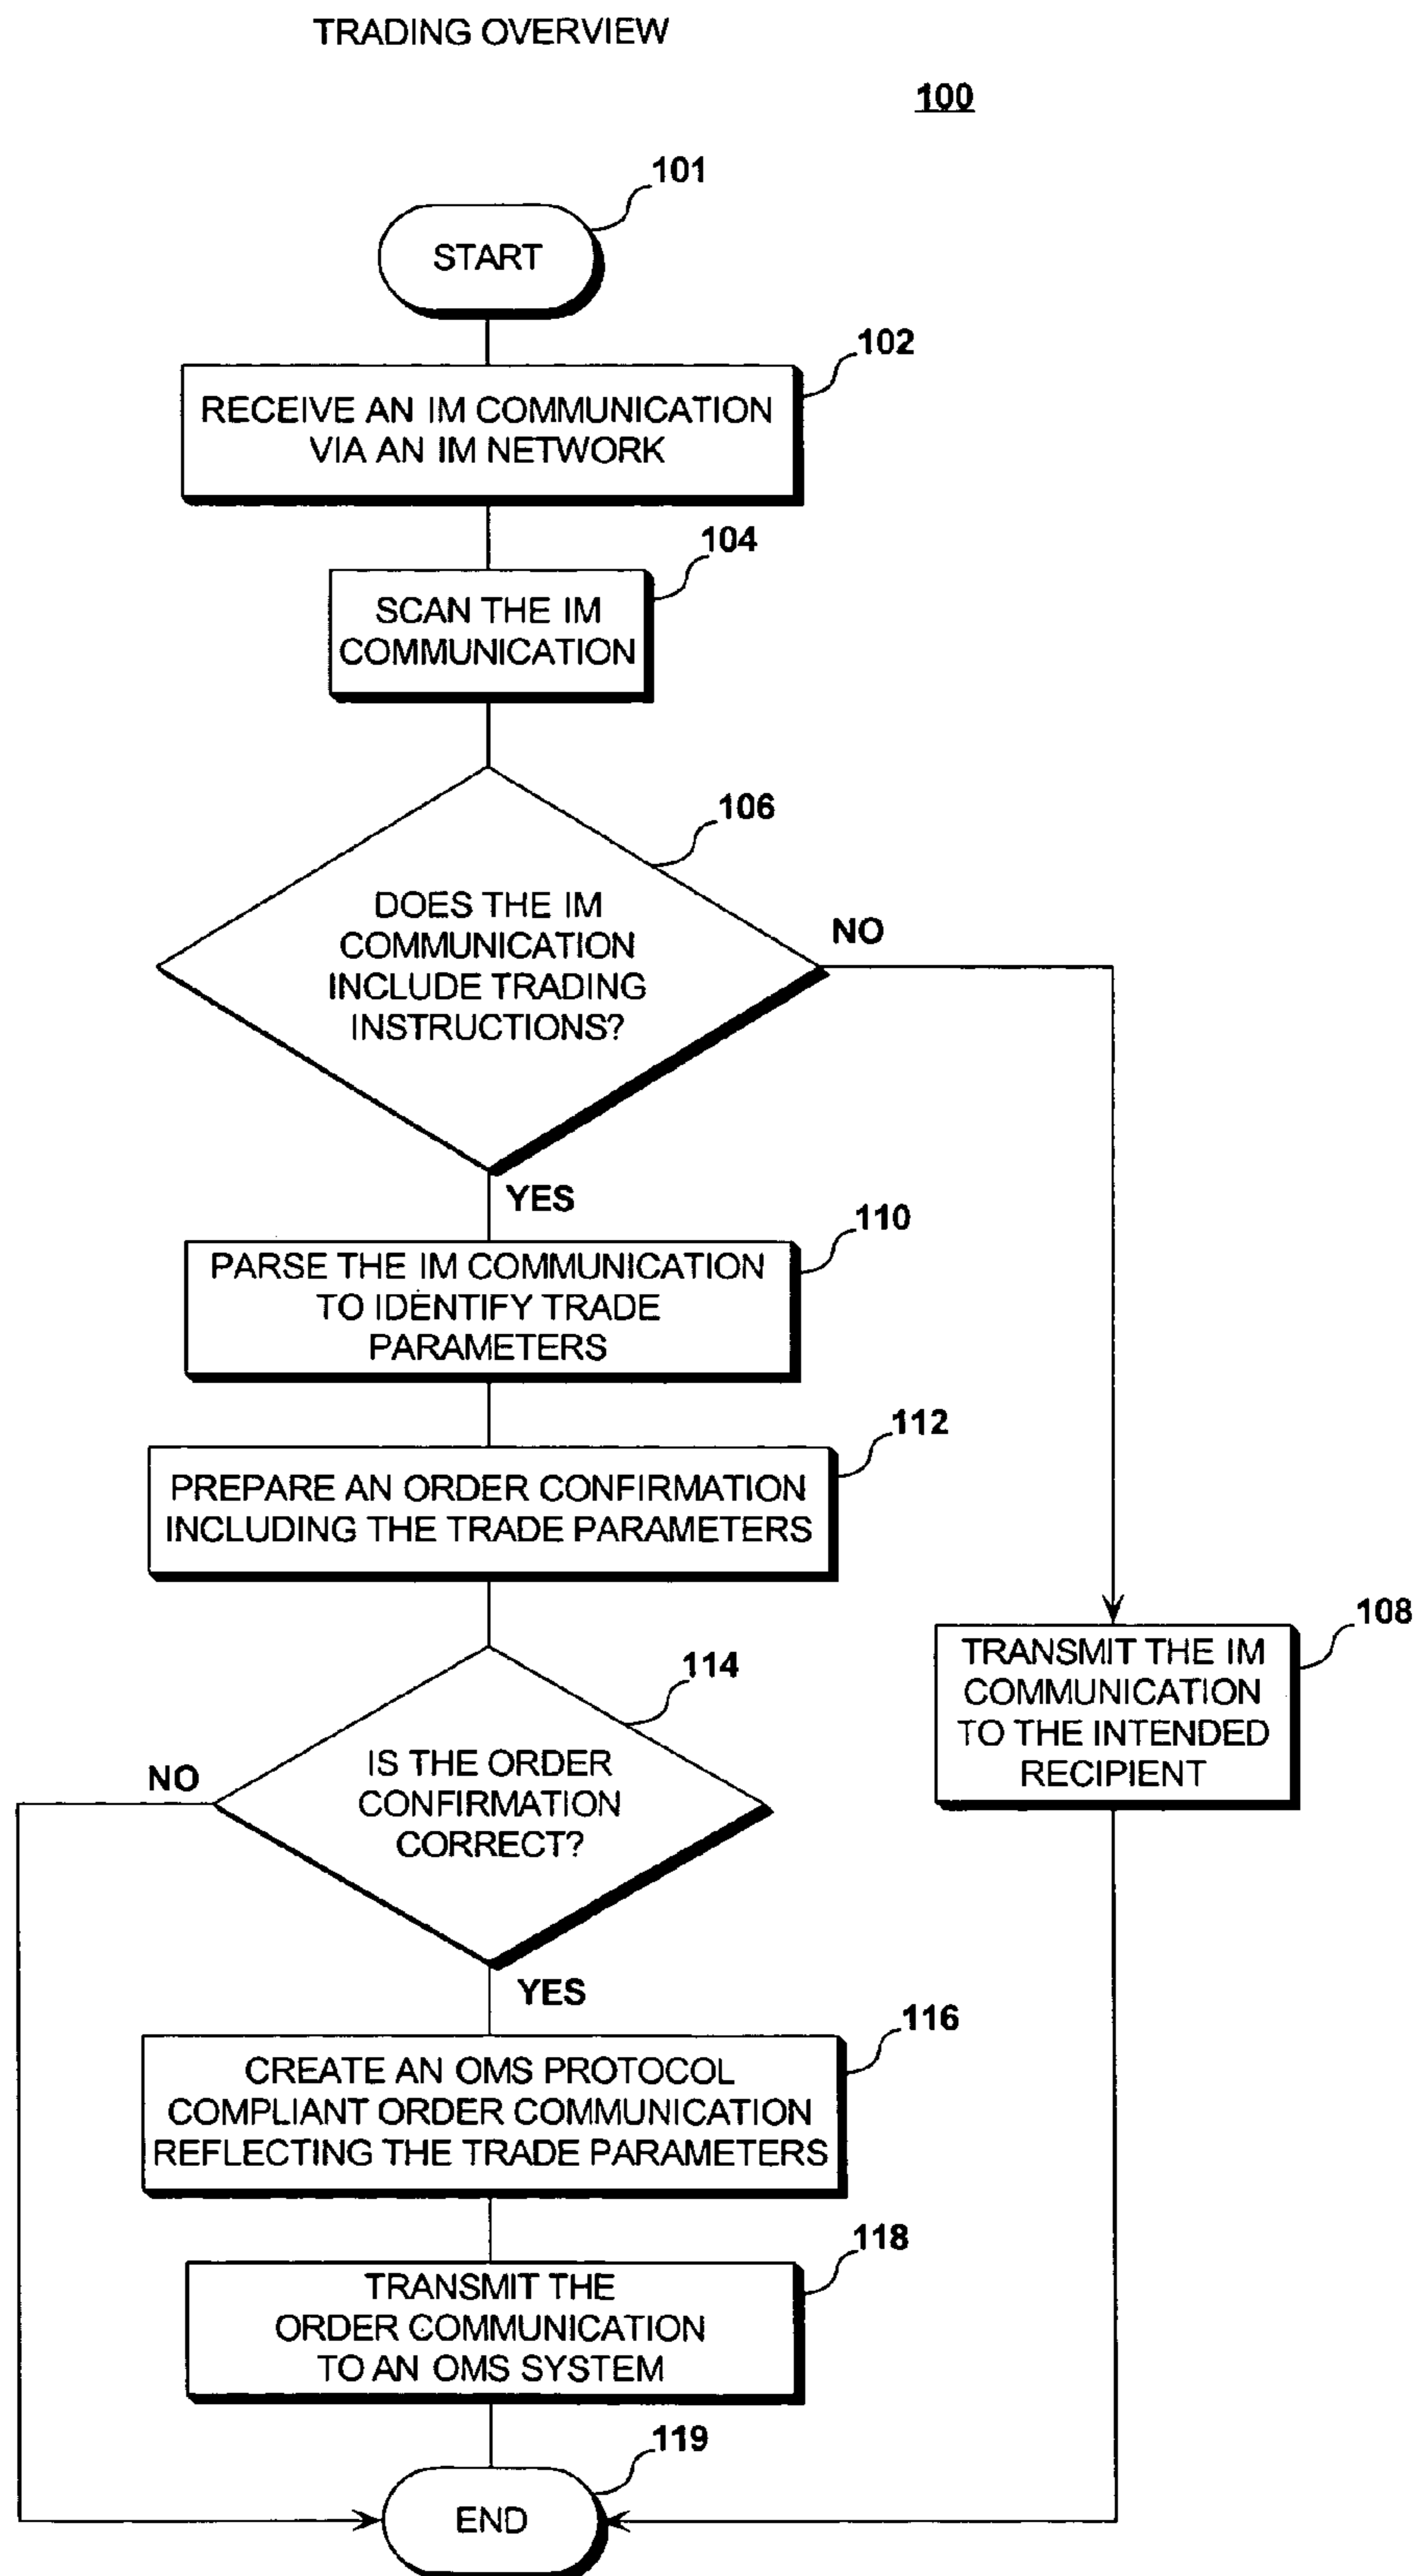 TRADING OVERVIEW
100
101
START
102
RECEIVE AN IM COMMUNICATION
VIA AN IM NETWORK
104
SCAN THE IM
COMMUNICATION
106
DOES THE IM
COMMUNICATION
INCLUDE TRADING
INSTRUCTIONS?
NO
YES
110
PARSE THE IM COMMUNICATION
TO IDENTIFY TRADE
PARAMETERS
112
PREPARE AN ORDER CONFIRMATION
INCLUDING THE TRADE PARAMETERS
108
TRANSMIT THE IM
COMMUNICATION
TO THE INTENDED
RECIPIENT
114
IS THE ORDER
CONFIRMATION
CORRECT?
NO
YES
116
CREATE AN OMS PROTOCOL
COMPLIANT ORDER COMMUNICATION
REFLECTING THE TRADE PARAMETERS
118
TRANSMIT THE
ORDER COMMUNICATION
TO AN OMS SYSTEM
119
END